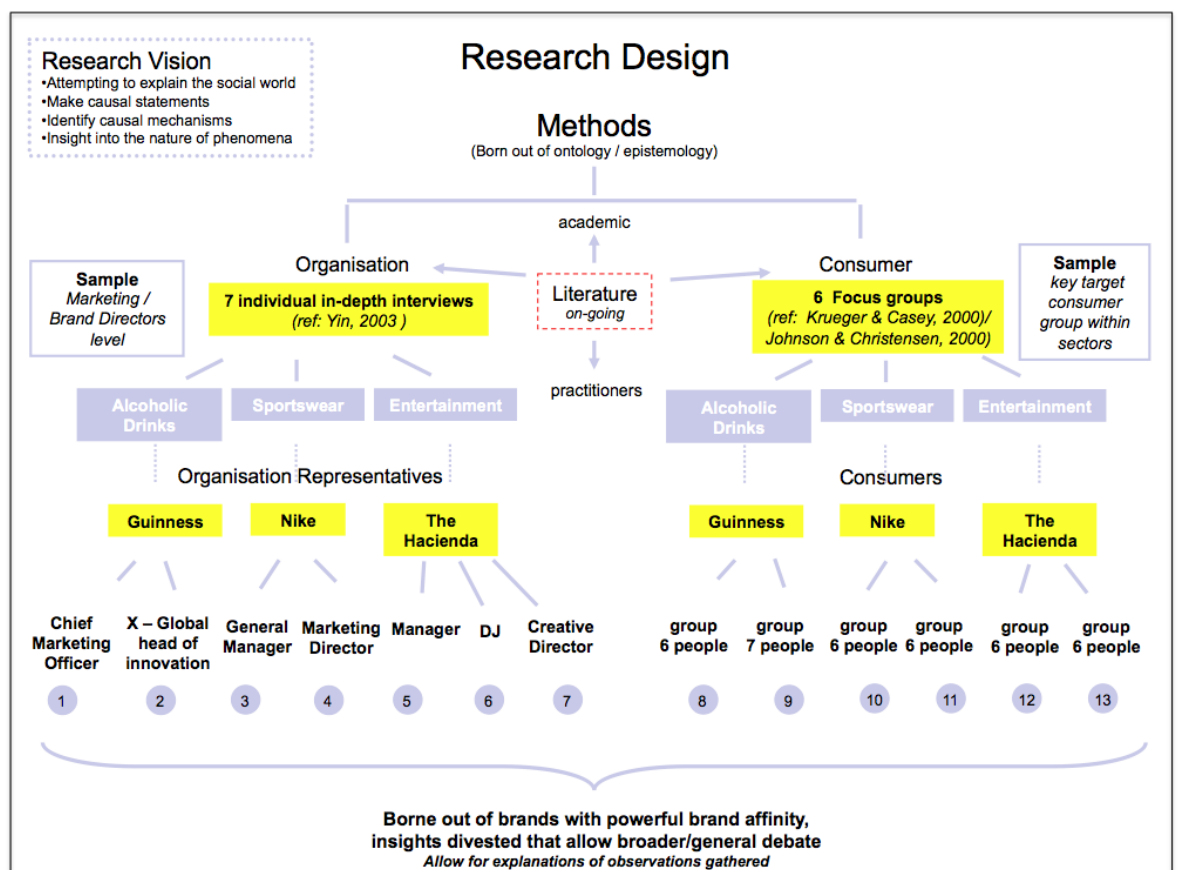 Research Design
Research Vision
•Attempting to explain the social world
•Make causal statements
•Identify causal mechanisms
•Insight into the nature of phenomena
Methods
(Born out of ontology / epistemology)
academic
Organisation
Consumer
Sample
Marketing /
Brand Directors
level
7 individual in-depth interviews
(ref: Yin, 2003 )
Literature
on-going
6 Focus groups
(ref: Krueger & Casey, 2000)/
Johnson & Christensen, 2000)
Sample
key target
consumer
group within
sectors
practitioners
Alcoholic
Drinks
Sportswear
Entertainment
Alcoholic
Drinks
Sportswear
Entertainment
Organisation Representatives
Consumers
Guinness
Nike
The
Hacienda
Guinness
Nike
The
Hacienda
Chief
Marketing
Officer
X – Global
head of
innovation
General
Manager
Marketing
Director
Manager
DJ
Creative
Director
group
6 people
group
7 people
group
6 people
group
6 people
group
6 people
group
6 people
1
2
3
4
5
6
7
8
9
10
11
12
13
Borne out of brands with powerful brand affinity,
insights divested that allow broader/general debate
Allow for explanations of observations gathered